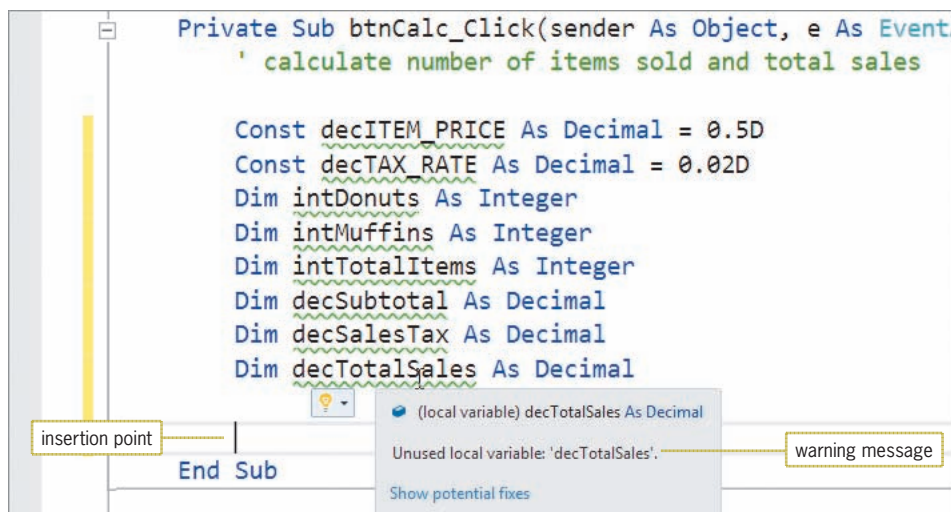 Private Sub btnCalc_Click(sender As Object, e As Event
' calculate number of items sold and total sales
Const decITEM_PRICE As Decimal = 0.5D
Const decTAX_RATE As Decimal = 0.02D
Dim intDonuts As Integer
Dim intMuffins As Integer
Dim intTotalItems As Integer
Dim decSubtotal As Decimal
Dim decSalesTax As Decimal
Dim decTotalSales As Decimal
(local variable) decTotalSales As Decimal
insertion point
Unused local variable: 'decTotalSales'.
warning message
End Sub
Show potential fixes